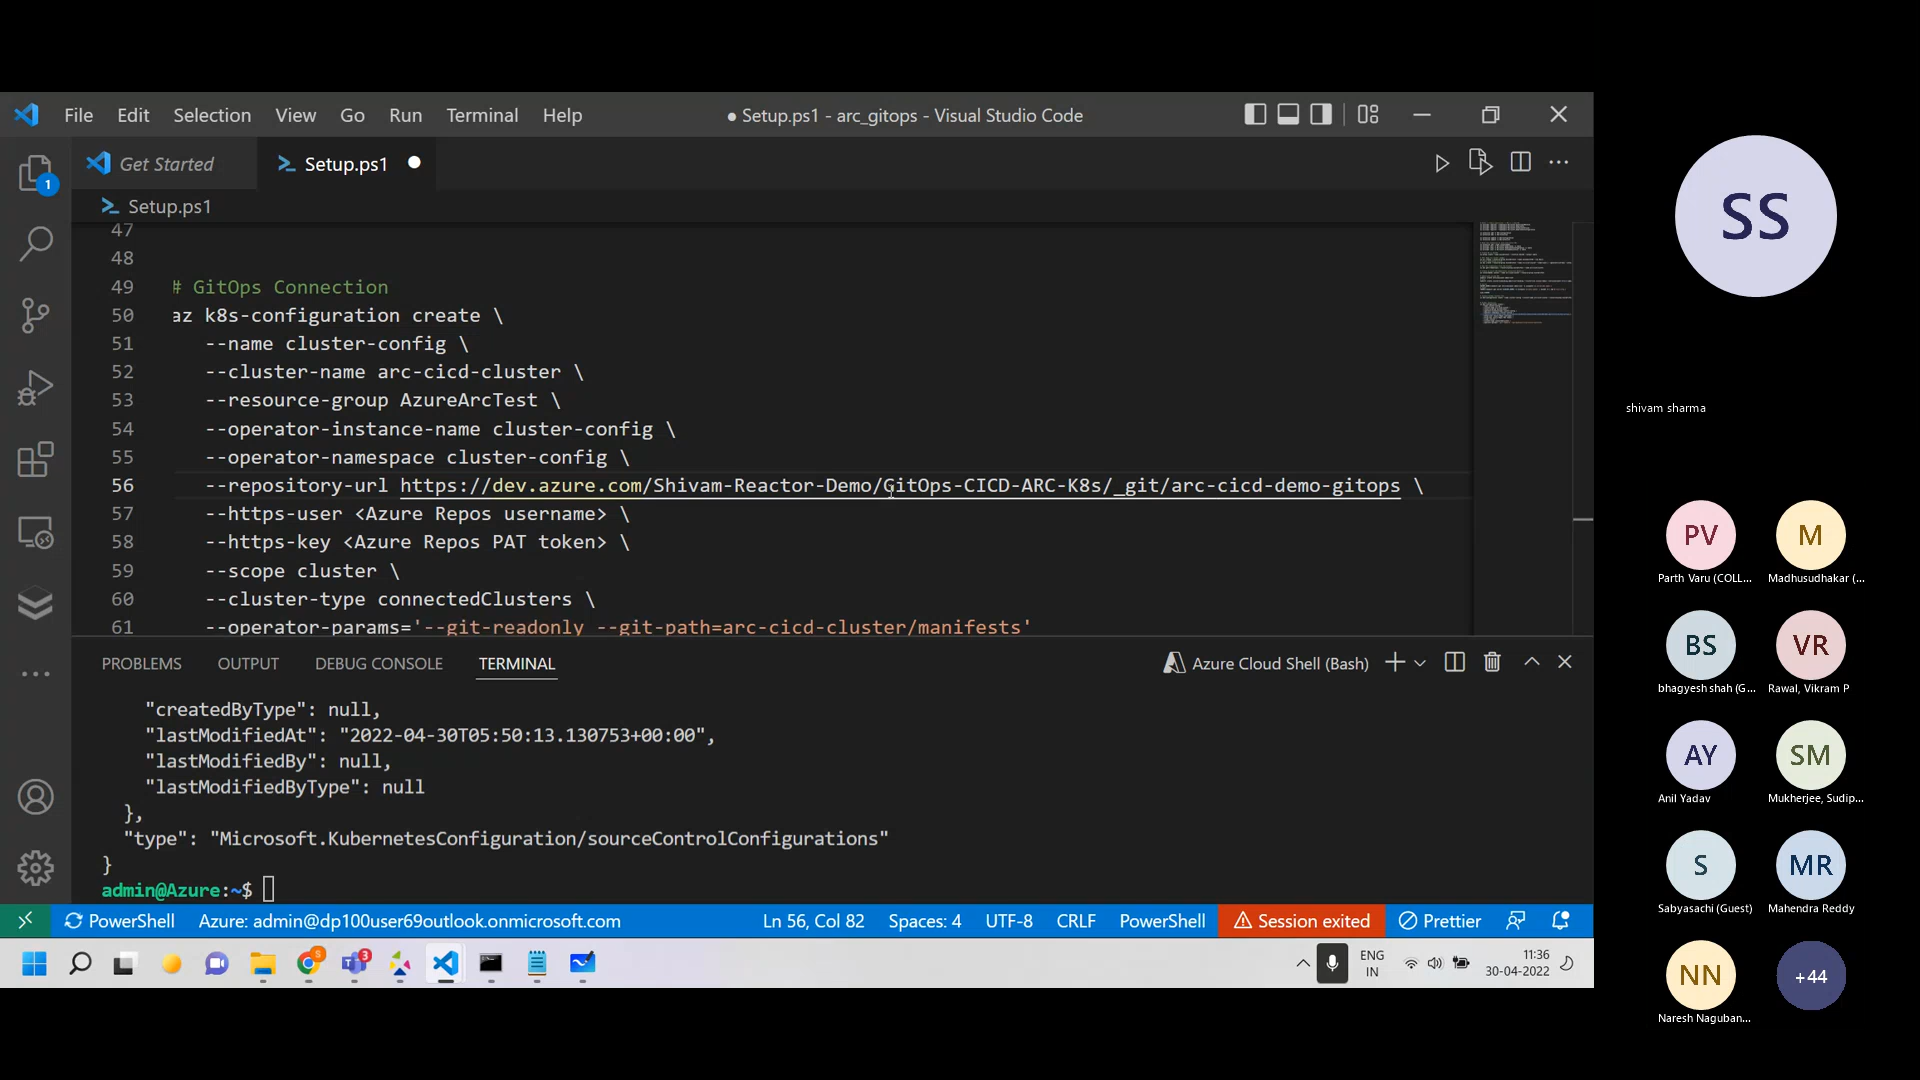 File Edit Selection View Go Run Terminal Help
● Setup.ps1 - arc_gitops - Visual Studio Code
Get Started
Setup.ps1
Setup.ps1
47
48
49 # GitOps Connection
50 az k8s-configuration create \
51 --name cluster-config \
52 --cluster-name arc-cicd-cluster \
53 --resource-group AzureArcTest \
54 --operator-instance-name cluster-config \
55 --operator-namespace cluster-config \
56 --repository-url https://dev.azure.com/Shivam-Reactor-Demo/GitOps-CICD-ARC-K8s/_git/arc-cicd-demo-gitops \
57 --https-user <Azure Repos username> \
58 --https-key <Azure Repos PAT token> \
59 --scope cluster \
60 --cluster-type connectedClusters \
61 --operator-params='--git-readonly --git-path=arc-cicd-cluster/manifests'
1
PROBLEMS OUTPUT DEBUG CONSOLE TERMINAL
Azure Cloud Shell (Bash)
"createdByType": null,
"lastModifiedAt": "2022-04-30T05:50:13.130753+00:00",
"lastModifiedBy": null,
"lastModifiedByType": null
},
"type": "Microsoft.KubernetesConfiguration/sourceControlConfigurations"
}
admin@Azure:~$
PowerShell Azure: admin@dp100user69outlook.onmicrosoft.com Ln 56, Col 82 Spaces: 4 UTF-8 CRLF PowerShell Session exited Prettier
S
3
ENG
IN
11:36
30-04-2022
SS
shivam sharma
PV M
Parth Varu (COLL... Madhusudhakar (...
BS VR
bhagyesh shah (G... Rawal, Vikram P
AY SM
Anil Yadav Mukherjee, Sudip...
S MR
Sabyasachi (Guest) Mahendra Reddy
NN +44
Naresh Naguban...